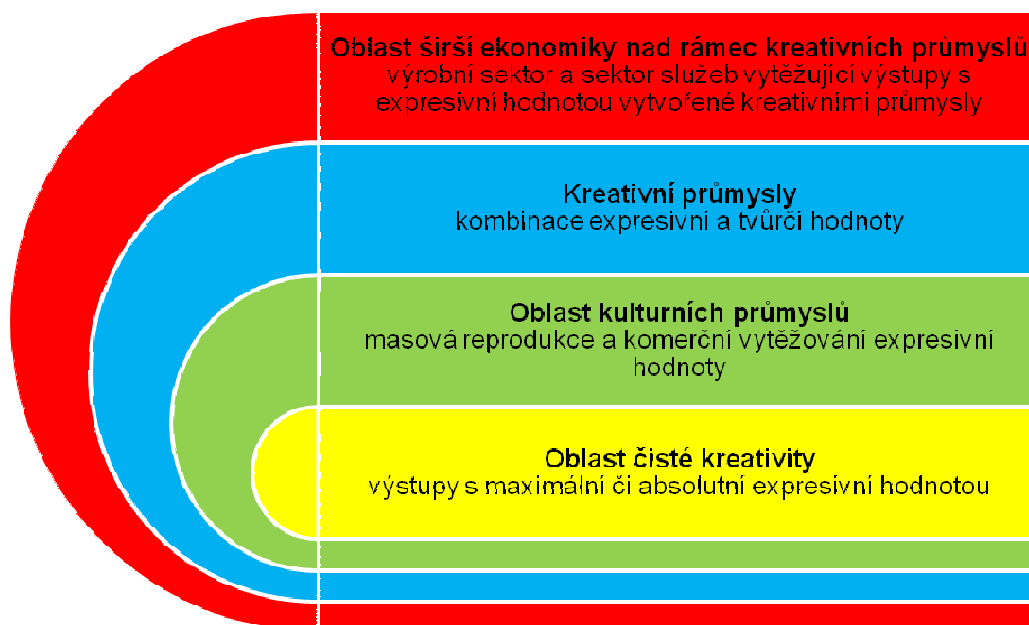 Oblast širší ekonomiky nad rámec kreativních průmyslů
výrobní sektor a sektor služeb vytěžující výstupy s
expresivní hodnotou vytvořené kreativními průmysly
Kreativní průmysly
kombinace expresivní a tvůrčí hodnoty
Oblast kulturních průmyslů
masová reprodukce a komerční vytěžování expresivní
hodnoty
Oblast čisté kreativity
výstupy s maximální či absolutní expresivní hodnotou